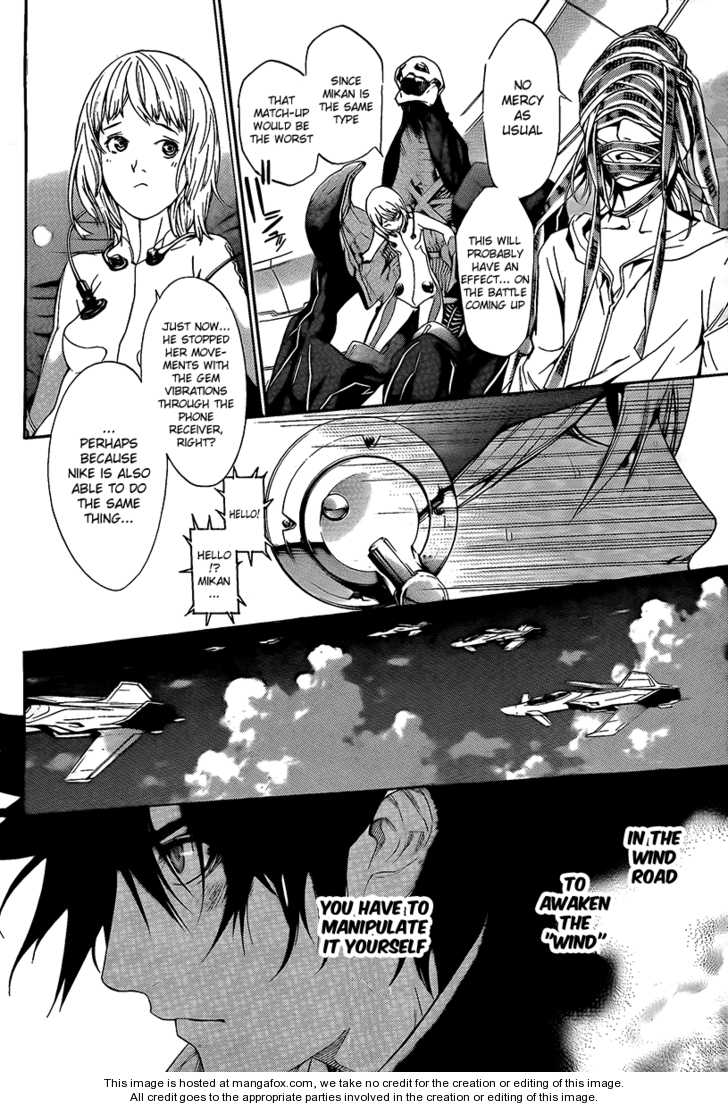 NO
MERCY
AS
USUAL
THIS WILL
PROBABLY
HAVE AN
EFFECT... ON
THE BATTLE
COMING UP
SINCE
MIKAN IS
THE SAME
TYPE
THAT
MATCH-UP
WOULD BE
THE WORST
JUST NOW...
HE STOPPED
HER MOVE-
MENTS WITH
THE GEM
VIBRATIONS
THROUGH THE
PHONE
RECEIVER,
RIGHT?
...
PERHAPS
BECAUSE
NIKE IS ALSO
ABLE TO DO
THE SAME
THING...
HELLO!
HELLO
!?
MIKAN
...
IN THE
WIND
ROAD
TO
AWAKEN
THE
"WIND"
YOU HAVE TO
MANIPULATE
IT YOURSELF
This image is hosted at mangafox.com, we take no credit for the creation or editing of this image.
All credit goes to the appropriate parties involved in the creation or editing of this image.